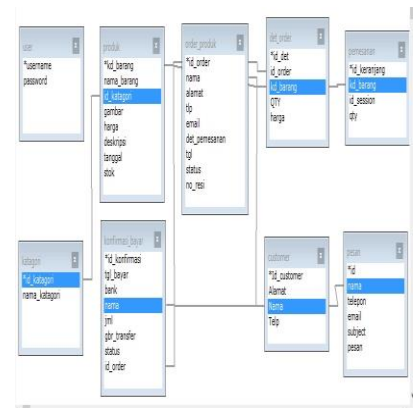 user
*username
password
produk
*kd_barang
nama_barang
id_katagori
gambar
harga
deskripsi
tanggal
stok
order_produk
*id_order
nama
alamat
tlp
email
det_pemesanan
tgl
status
no_resi
det_order
*id_det
id_order
kd_barang
QTY
harga
pemesanan
*id_keranjang
kd_barang
id_session
qty
katagori
*id_katagori
nama_katagori
konfirmasi_bayar
*id_konfirmasi
tgl_bayar
bank
nama
jml
gbr_transfer
status
id_order
customer
*Id_customer
Alamat
Nama
Telp
pesan
*id
nama
telepon
email
subject
pesan